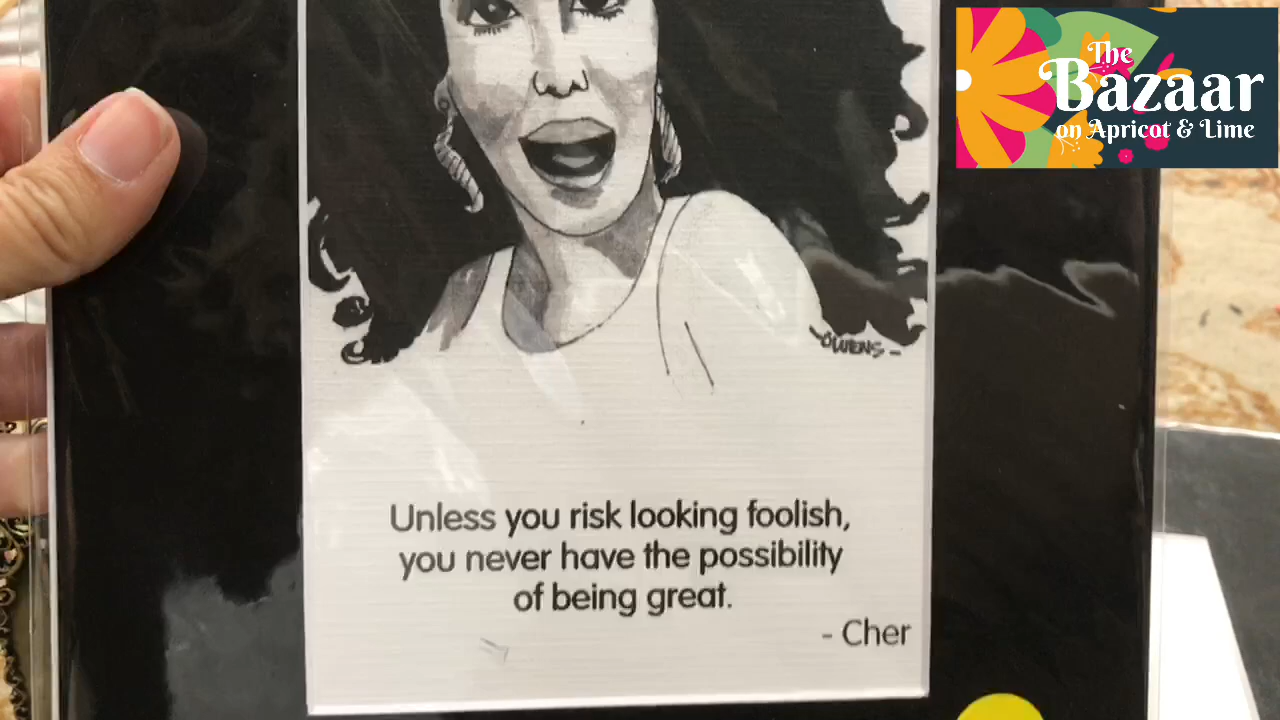 The
Bazaar
on Apricot & Lime
OWENS -
Unless you risk looking foolish,
you never have the possibility
of being great.
- Cher